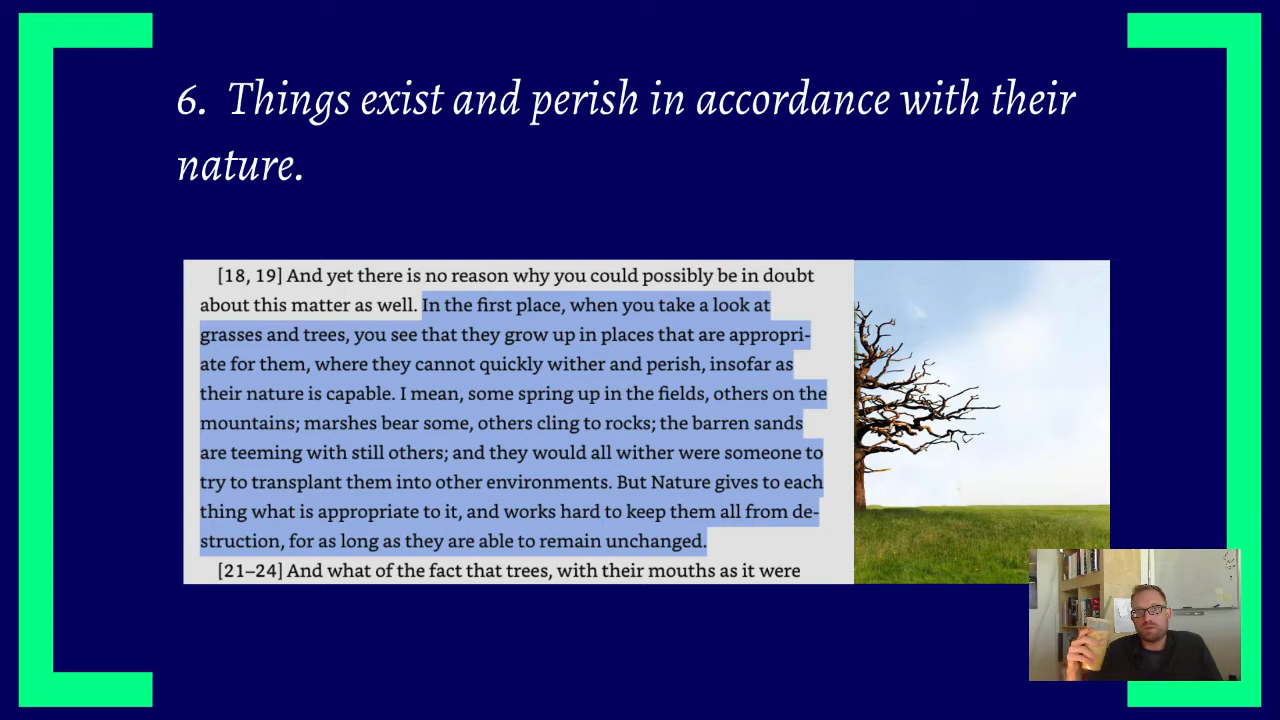 6. Things exist and perish in accordance with their
nature.
[18, 19] And yet there is no reason why you could possibly be in doubt
about this matter as well. In the first place, when you take a look at
grasses and trees, you see that they grow up in places that are appropri-
ate for them, where they cannot quickly wither and perish, insofar as
their nature is capable. I mean, some spring up in the fields, others on the
mountains; marshes bear some, others cling to rocks; the barren sands
are teeming with still others; and they would all wither were someone to
try to transplant them into other environments. But Nature gives to each
thing what is appropriate to it, and works hard to keep them all from de-
struction, for as long as they are able to remain unchanged.
[21–24] And what of the fact that trees, with their mouths as it were